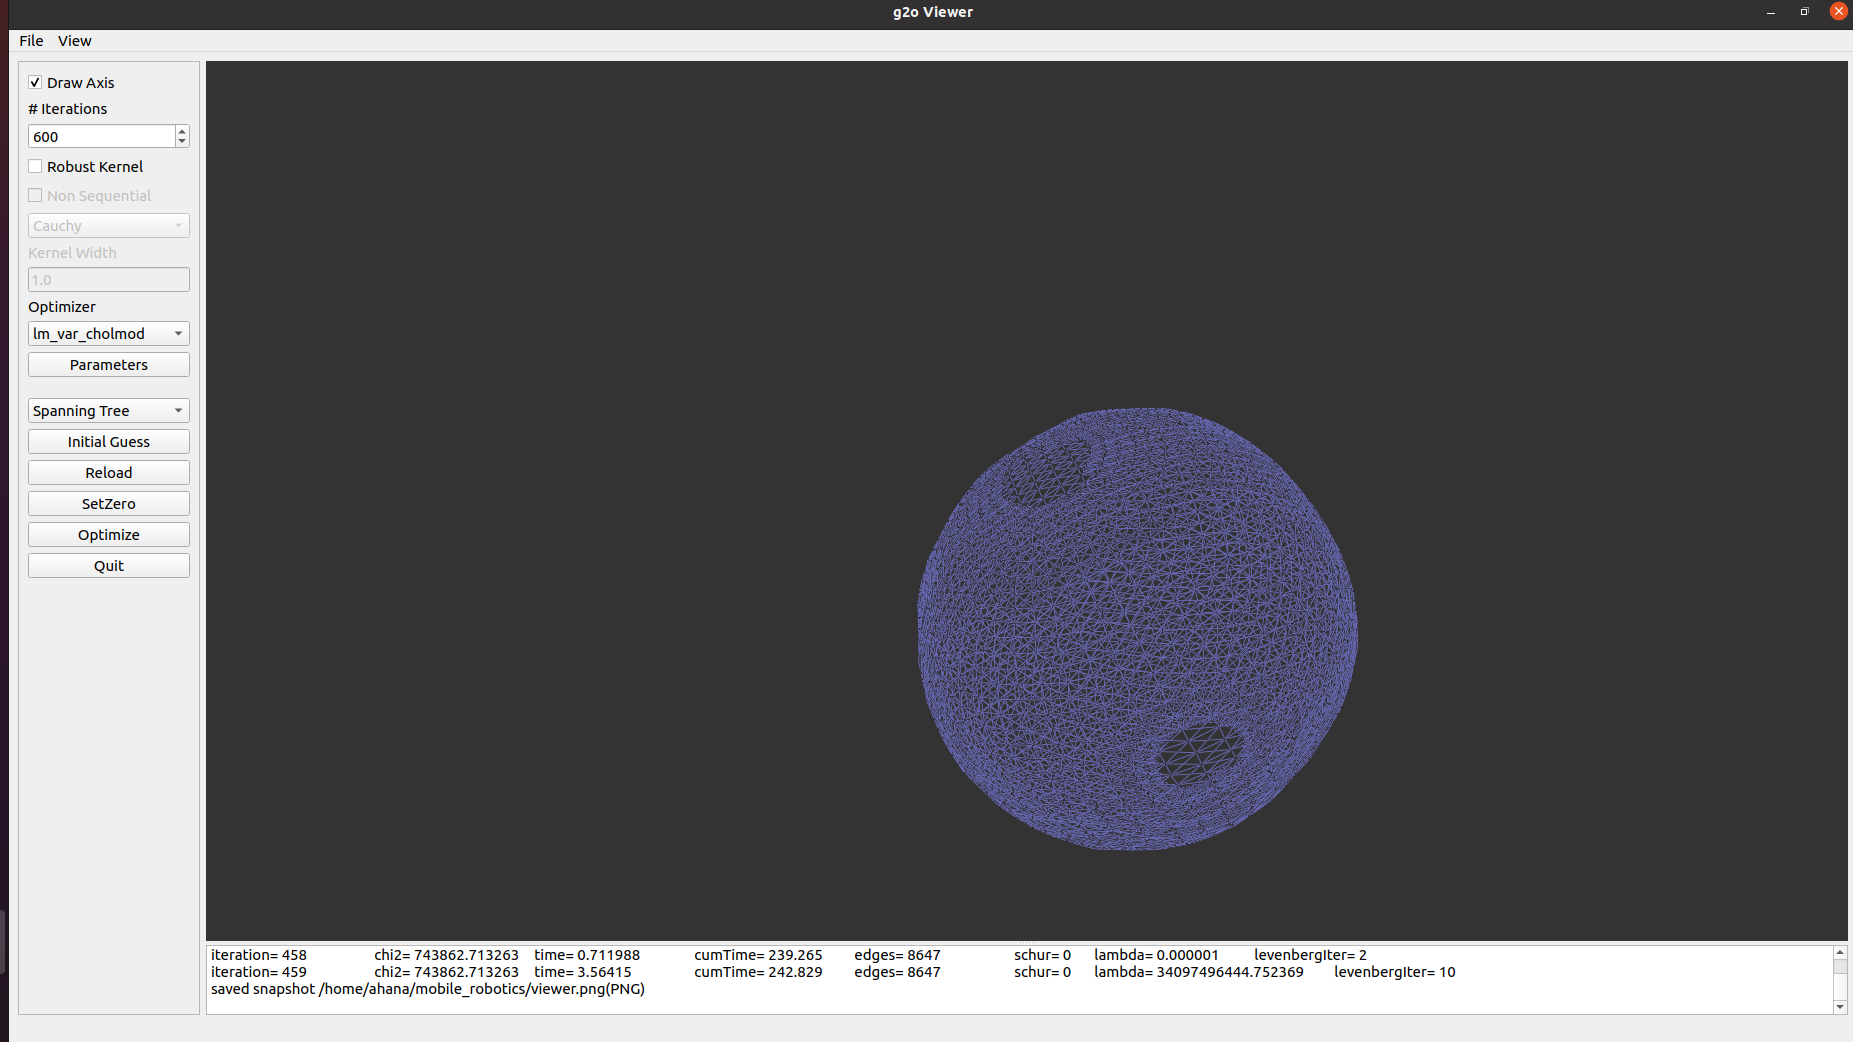 g2o Viewer
File View
Draw Axis
# Iterations
600
Robust Kernel
Non Sequential
Cauchy
Kernel Width
1.0
Optimizer
lm_var_cholmod
Parameters
Spanning Tree
Initial Guess
Reload
SetZero
Optimize
Quit
iteration= 458 chi2= 743862.713263 time= 0.711988 cumTime= 239.265 edges= 8647 schur= 0 lambda= 0.000001 levenbergIter= 2
iteration= 459 chi2= 743862.713263 time= 3.56415 cumTime= 242.829 edges= 8647 schur= 0 lambda= 34097496444.752369 levenbergIter= 10
saved snapshot /home/ahana/mobile_robotics/viewer.png(PNG)